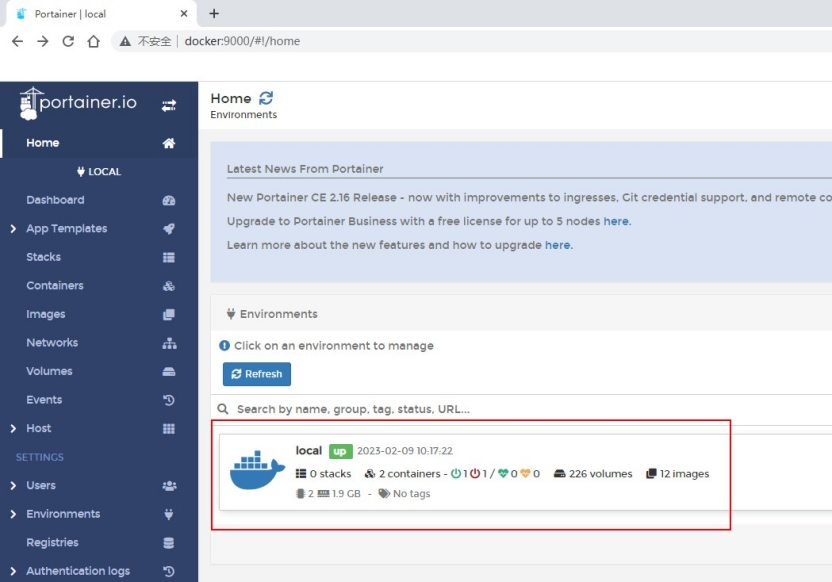 Portainer | local
不安全 | docker:9000/#!/home
portainer.io
Home
LOCAL
Dashboard
App Templates
Stacks
Containers
Images
Networks
Volumes
Events
Host
SETTINGS
Users
Environments
Registries
Authentication logs
Home
Environments
Latest News From Portainer
New Portainer CE 2.16 Release - now with improvements to ingresses, Git credential support, and remote co
Upgrade to Portainer Business with a free license for up to 5 nodes here.
Learn more about the new features and how to upgrade here.
Environments
Click on an environment to manage
Refresh
Search by name, group, tag, status, URL...
local up 2023-02-09 10:17:22
0 stacks 2 containers - 1 1 / 0 0 226 volumes 12 images
2 1.9 GB - No tags